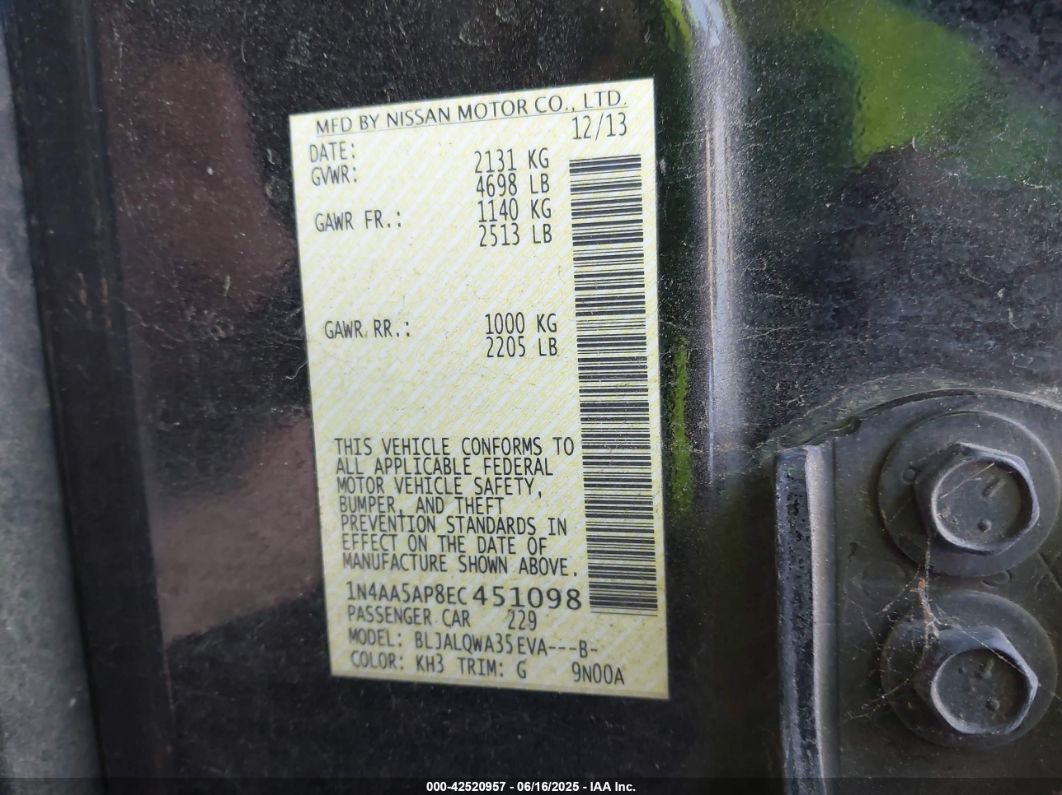 MFD BY NISSAN MOTOR CO., LTD.
DATE: 12/13
GVWR: 2131 KG
4698 LB
GAWR FR.: 1140 KG
2513 LB
GAWR RR.: 1000 KG
2205 LB
THIS VEHICLE CONFORMS TO
ALL APPLICABLE FEDERAL
MOTOR VEHICLE SAFETY,
BUMPER, AND THEFT
PREVENTION STANDARDS IN
EFFECT ON THE DATE OF
MANUFACTURE SHOWN ABOVE.
1N4AA5AP8EC451098
PASSENGER CAR 229
MODEL: BLJALQWA35EVA---B-
COLOR: KH3 TRIM: G 9N00A
000-42520957 - 06/16/2025 - IAA Inc.